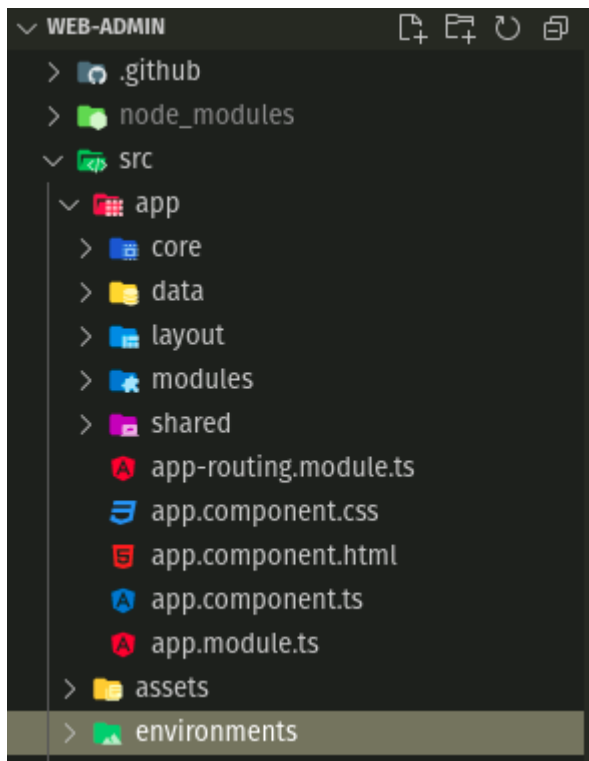 WEB-ADMIN
.github
node_modules
src
app
core
data
layout
modules
shared
app-routing.module.ts
app.component.css
app.component.html
app.component.ts
app.module.ts
assets
environments